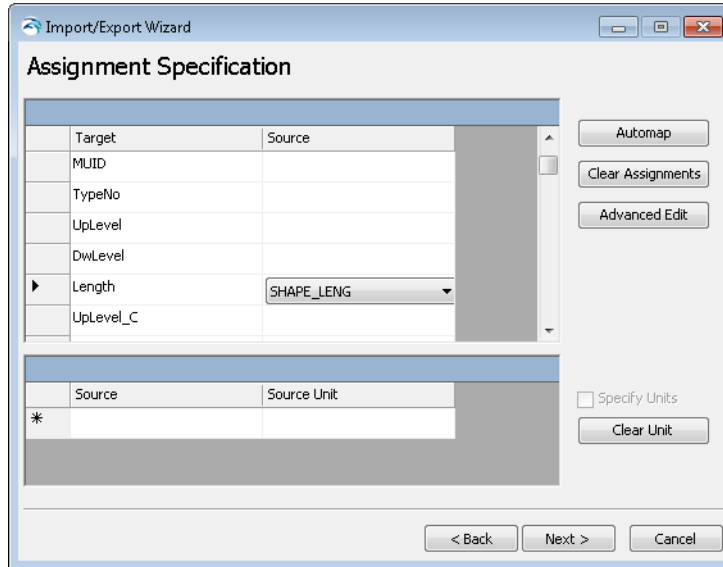 Import/Export Wizard
Assignment Specification
Target Source
MUID
TypeNo
UpLevel
DwLevel
Length SHAPE_LENG
UpLevel_C
Automap
Clear Assignments
Advanced Edit
Source Source Unit
*
Specify Units
Clear Unit
< Back Next > Cancel